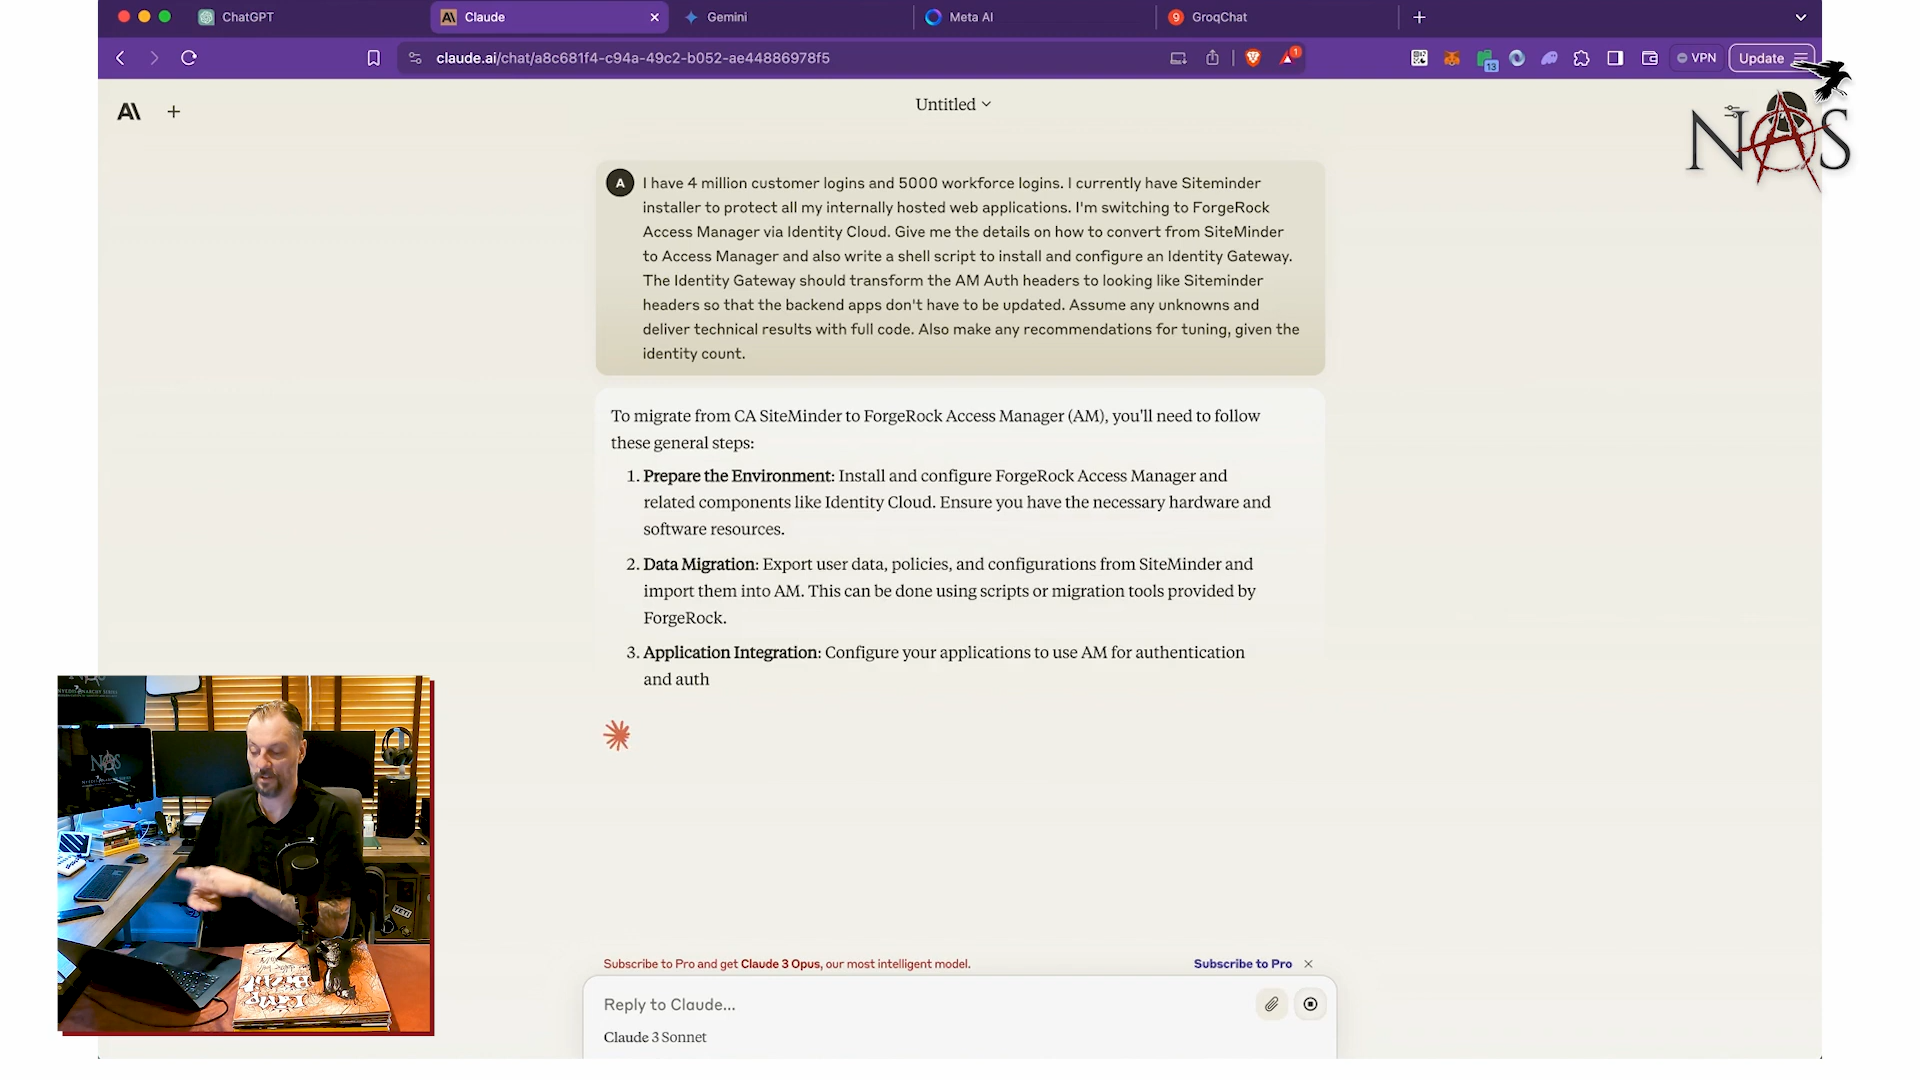 ChatGPT
Claude
Gemini
Meta AI
GroqChat
claude.ai/chat/a8c681f4-c94a-49c2-b052-ae44886978f5
1
13
VPN
Update
Untitled
NAS
A
I have 4 million customer logins and 5000 workforce logins. I currently have Siteminder
installer to protect all my internally hosted web applications. I'm switching to ForgeRock
Access Manager via Identity Cloud. Give me the details on how to convert from SiteMinder
to Access Manager and also write a shell script to install and configure an Identity Gateway.
The Identity Gateway should transform the AM Auth headers to looking like Siteminder
headers so that the backend apps don't have to be updated. Assume any unknowns and
deliver technical results with full code. Also make any recommendations for tuning, given the
identity count.
To migrate from CA SiteMinder to ForgeRock Access Manager (AM), you'll need to follow
these general steps:
1. Prepare the Environment: Install and configure ForgeRock Access Manager and
related components like Identity Cloud. Ensure you have the necessary hardware and
software resources.
2. Data Migration: Export user data, policies, and configurations from SiteMinder and
import them into AM. This can be done using scripts or migration tools provided by
ForgeRock.
3. Application Integration: Configure your applications to use AM for authentication
and auth
NAS
YETI
Subscribe to Pro and get Claude 3 Opus, our most intelligent model.
Subscribe to Pro
Reply to Claude...
Claude 3 Sonnet